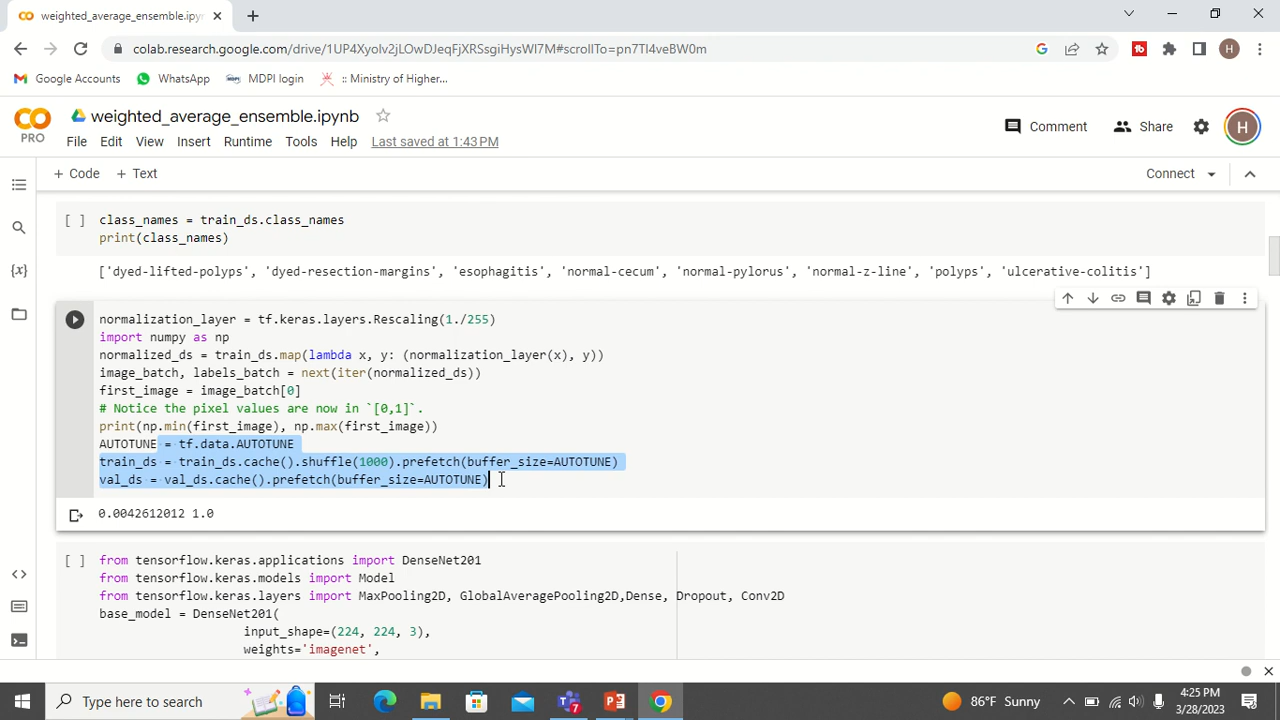 weighted_average_ensemble.ipyn
colab.research.google.com/drive/1UP4Xyolv2jLOwDJeqFjXRSsgiHysWI7M#scrollTo=pn7TI4veBW0m
H
Google Accounts
WhatsApp
MDPI login
:: Ministry of Higher...
PRO
weighted_average_ensemble.ipynb
File Edit View Insert Runtime Tools Help Last saved at 1:43PM
Comment
Share
H
+ Code + Text
Connect
[ ] class_names = train_ds.class_names
print(class_names)
['dyed-lifted-polyps', 'dyed-resection-margins', 'esophagitis', 'normal-cecum', 'normal-pylorus', 'normal-z-line', 'polyps', 'ulcerative-colitis']
normalization_layer = tf.keras.layers.Rescaling(1./255)
import numpy as np
normalized_ds = train_ds.map(lambda x, y: (normalization_layer(x), y))
image_batch, labels_batch = next(iter(normalized_ds))
first_image = image_batch[0]
# Notice the pixel values are now in `[0,1]`.
print(np.min(first_image), np.max(first_image))
AUTOTUNE = tf.data.AUTOTUNE
train_ds = train_ds.cache().shuffle(1000).prefetch(buffer_size=AUTOTUNE)
val_ds = val_ds.cache().prefetch(buffer_size=AUTOTUNE)
0.0042612012 1.0
[ ] from tensorflow.keras.applications import DenseNet201
from tensorflow.keras.models import Model
from tensorflow.keras.layers import MaxPooling2D, GlobalAveragePooling2D,Dense, Dropout, Conv2D
base_model = DenseNet201(
input_shape=(224, 224, 3),
weights='imagenet',
Type here to search
86°F Sunny
4:25 PM
3/28/2023